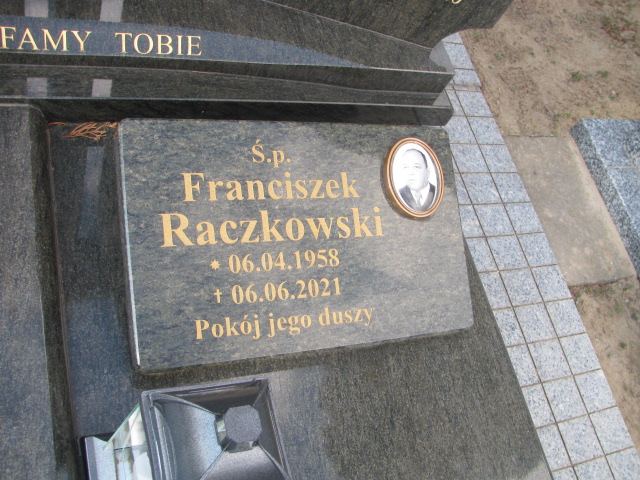 FAMY TOBIE
Ś.p.
Franciszek
Raczkowski
* 06.04.1958
† 06.06.2021
Pokój jego duszy